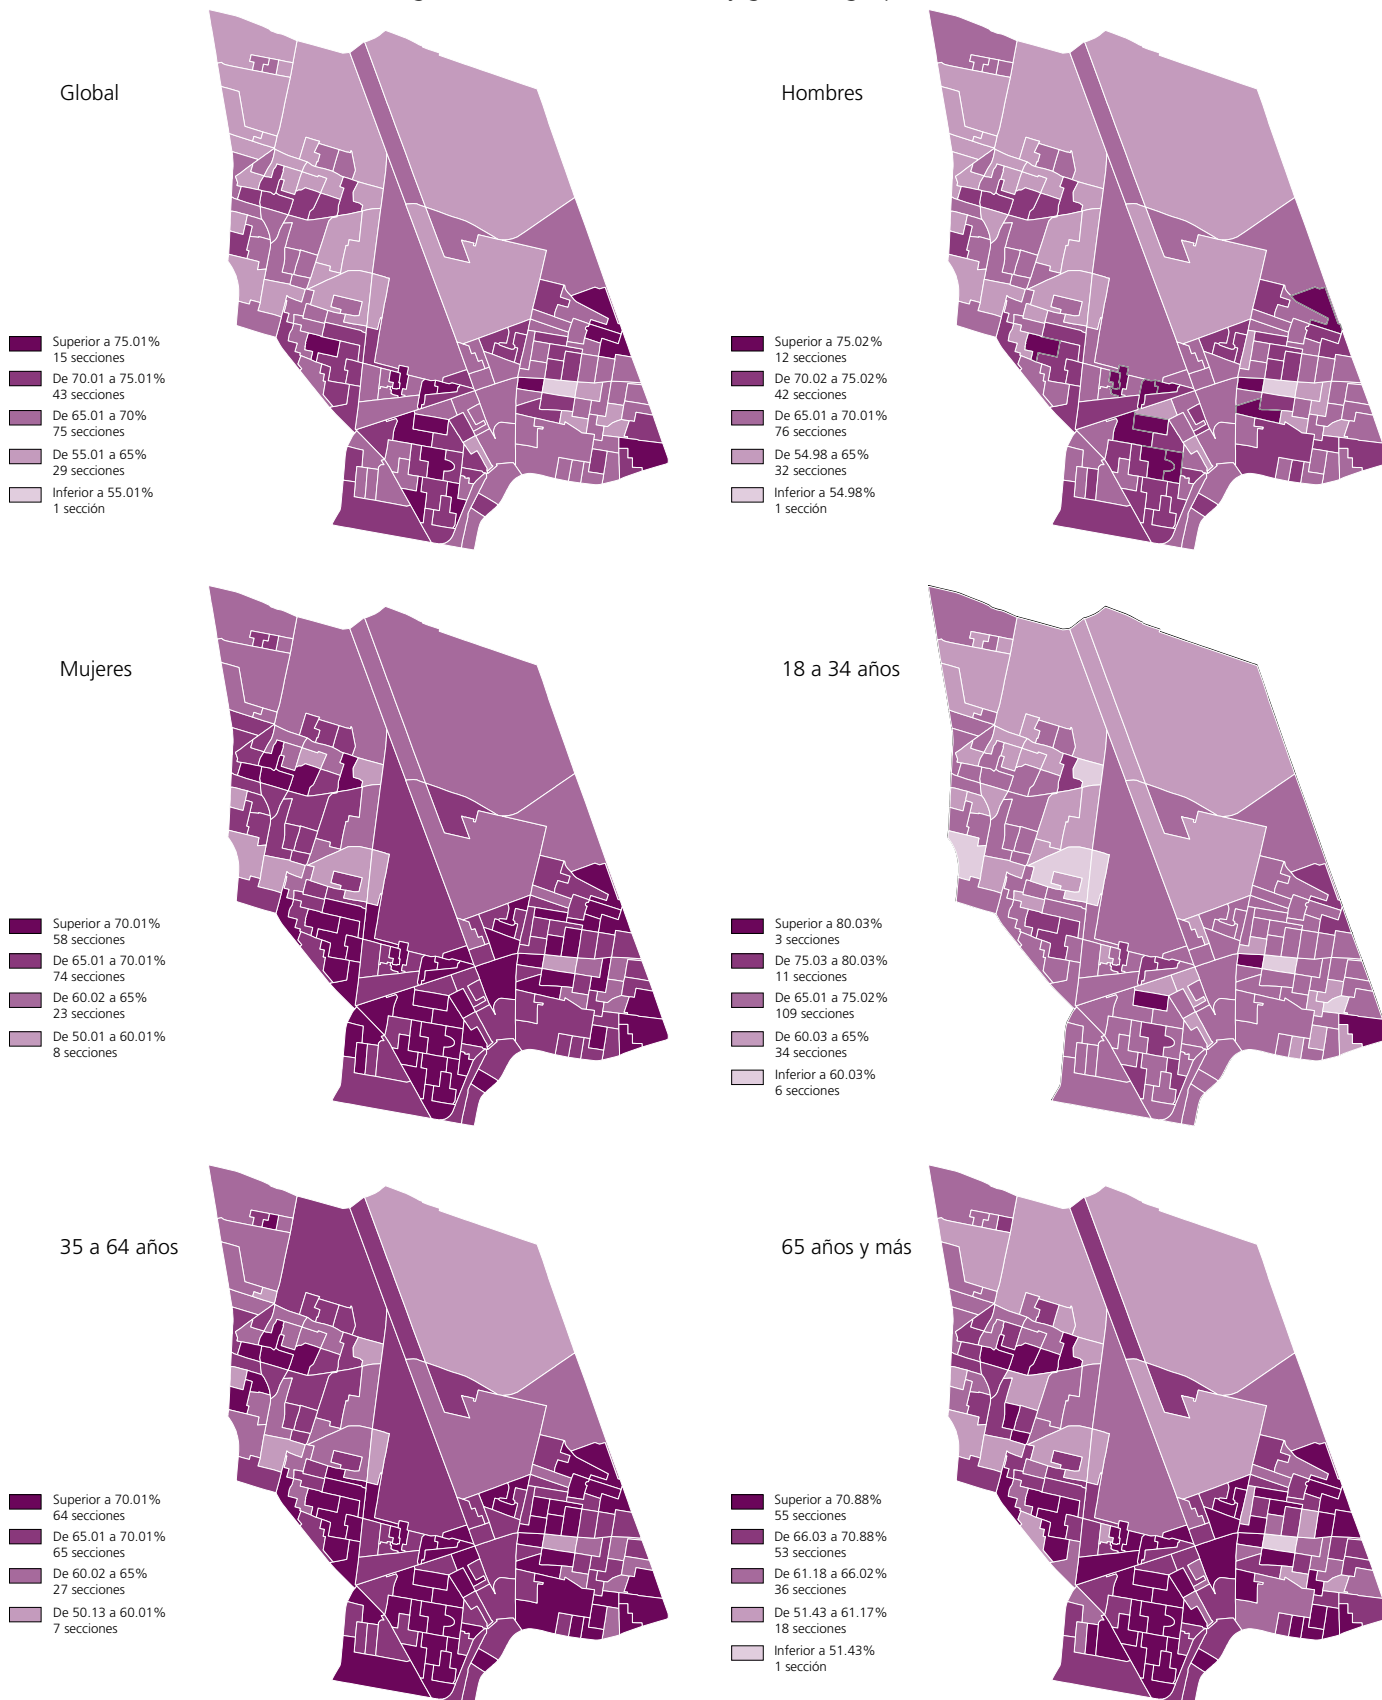 Global
Superior a 75.01%
15 secciones
De 70.01 a 75.01%
43 secciones
De 65.01 a 70%
75 secciones
De 55.01 a 65%
29 secciones
Inferior a 55.01%
1 sección
Hombres
Superior a 75.02%
12 secciones
De 70.02 a 75.02%
42 secciones
De 65.01 a 70.01%
76 secciones
De 54.98 a 65%
32 secciones
Inferior a 54.98%
1 sección
Mujeres
Superior a 70.01%
58 secciones
De 65.01 a 70.01%
74 secciones
De 60.02 a 65%
23 secciones
De 50.01 a 60.01%
8 secciones
18 a 34 años
Superior a 80.03%
3 secciones
De 75.03 a 80.03%
11 secciones
De 65.01 a 75.02%
109 secciones
De 60.03 a 65%
34 secciones
Inferior a 60.03%
6 secciones
35 a 64 años
Superior a 70.01%
64 secciones
De 65.01 a 70.01%
65 secciones
De 60.02 a 65%
27 secciones
De 50.13 a 60.01%
7 secciones
65 años y más
Superior a 70.88%
55 secciones
De 66.03 a 70.88%
53 secciones
De 61.18 a 66.02%
36 secciones
De 51.43 a 61.17%
18 secciones
Inferior a 51.43%
1 sección